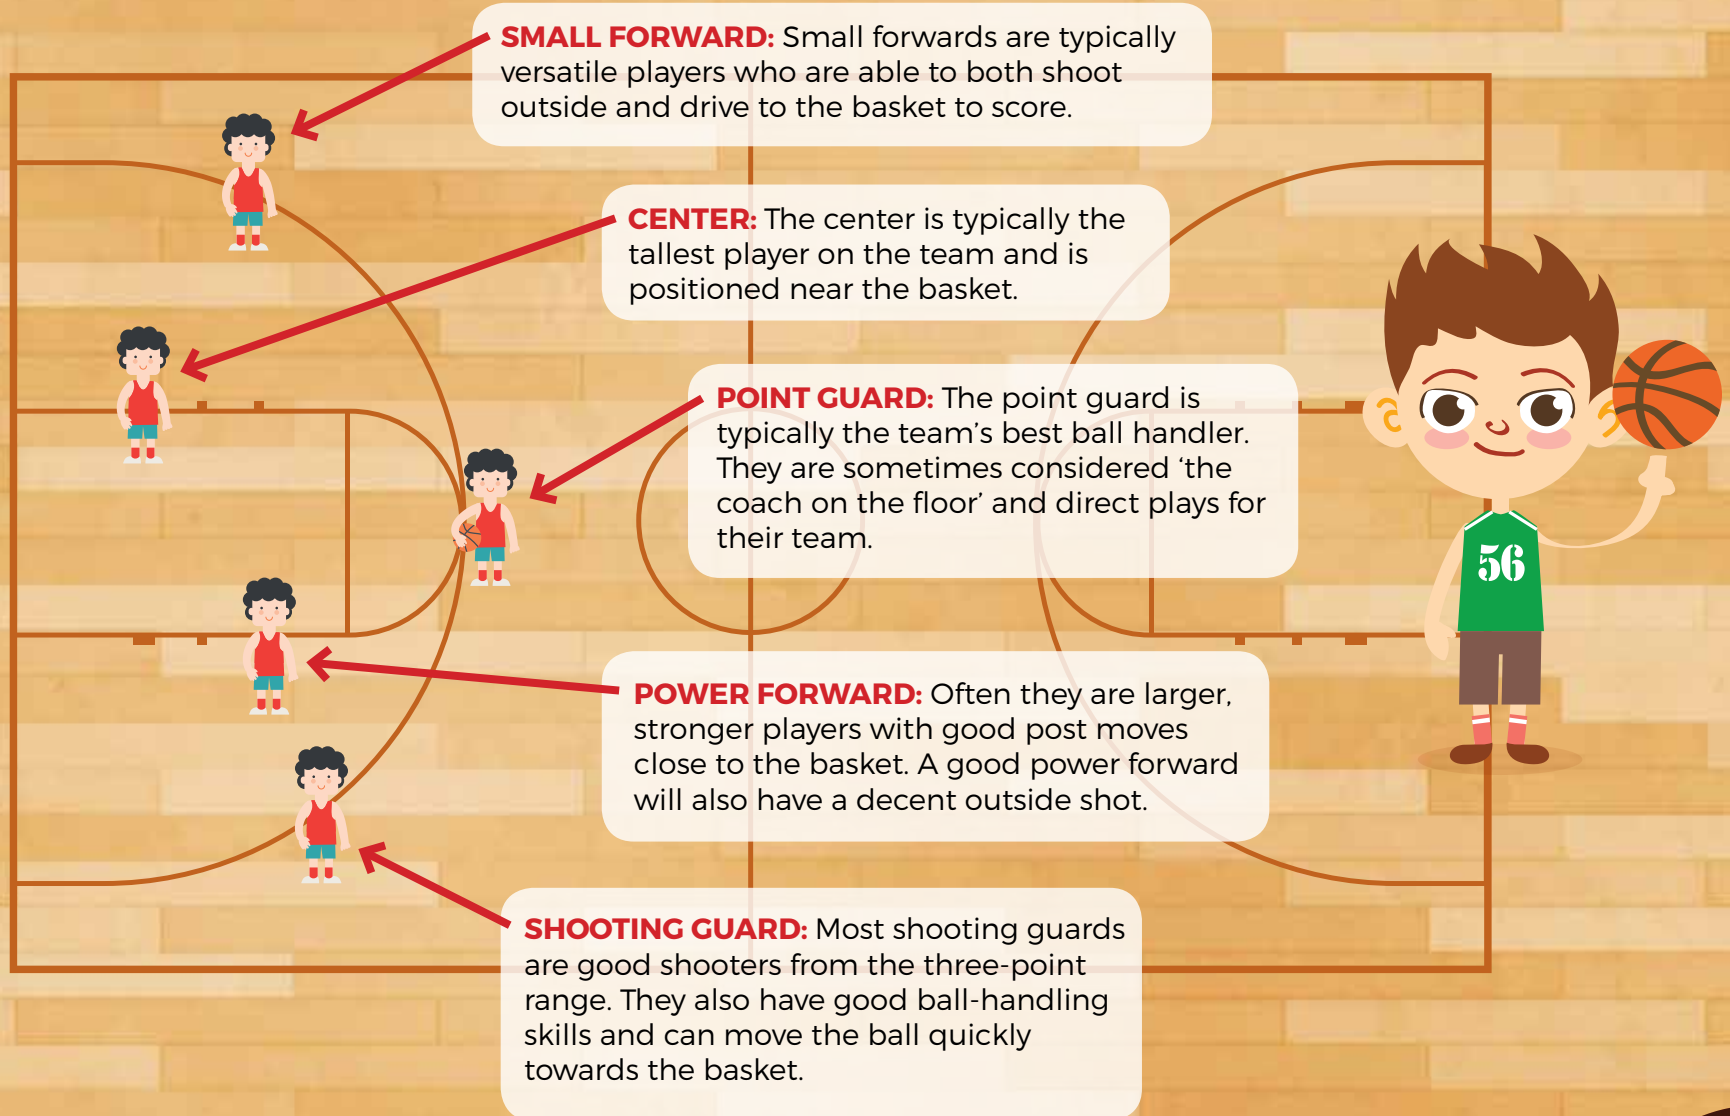 SMALL FORWARD: Small forwards are typically
versatile players who are able to both shoot
outside and drive to the basket to score.
CENTER: The center is typically the
tallest player on the team and is
positioned near the basket.
POINT GUARD: The point guard is
typically the team’s best ball handler.
They are sometimes considered ‘the
coach on the floor’ and direct plays for
their team.
56
POWER FORWARD: Often they are larger,
stronger players with good post moves
close to the basket. A good power forward
will also have a decent outside shot.
SHOOTING GUARD: Most shooting guards
are good shooters from the three-point
range. They also have good ball-handling
skills and can move the ball quickly
towards the basket.